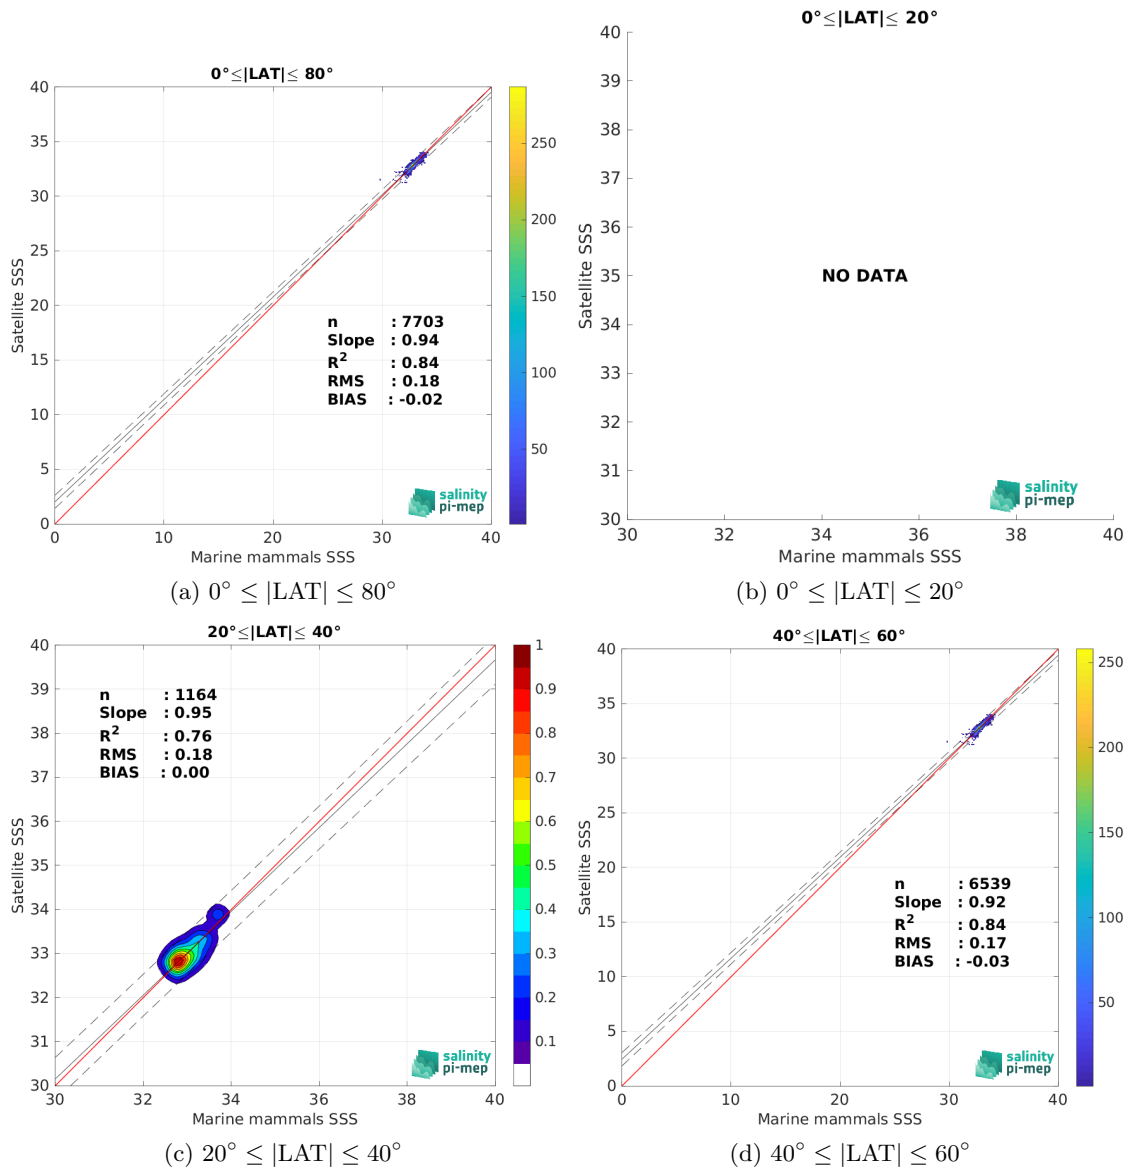 0°≤|LAT|≤ 80°
40
35
30
25
20
15
10
5
0
0
10
20
30
40
Satellite SSS
Marine mammals SSS
n : 7703
Slope : 0.94
R2 : 0.84
RMS : 0.18
BIAS : -0.02
salinity
pi-mep
250
200
150
100
50
(a) 0° ≤ |LAT| ≤ 80°
0°≤|LAT|≤ 20°
40
39
38
37
36
35
34
33
32
31
30
30
32
34
36
38
40
Satellite SSS
Marine mammals SSS
NO DATA
salinity
pi-mep
(b) 0° ≤ |LAT| ≤ 20°
20°≤|LAT|≤ 40°
40
39
38
37
36
35
34
33
32
31
30
30
32
34
36
38
40
Satellite SSS
Marine mammals SSS
n : 1164
Slope : 0.95
R2 : 0.76
RMS : 0.18
BIAS : 0.00
salinity
pi-mep
1
0.9
0.8
0.7
0.6
0.5
0.4
0.3
0.2
0.1
(c) 20° ≤ |LAT| ≤ 40°
40°≤|LAT|≤ 60°
40
35
30
25
20
15
10
5
0
0
10
20
30
40
Satellite SSS
Marine mammals SSS
n : 6539
Slope : 0.92
R2 : 0.84
RMS : 0.17
BIAS : -0.03
salinity
pi-mep
250
200
150
100
50
(d) 40° ≤ |LAT| ≤ 60°